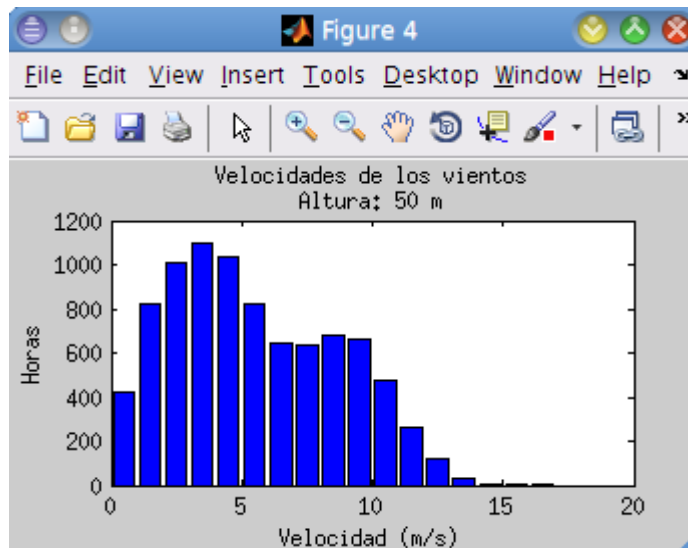 Figure 4
File Edit View Insert Tools Desktop Window Help
Velocidades de los vientos
Altura: 50 m
1200
1000
800
600
400
200
0
Horas
0 5 10 15 20
Velocidad (m/s)